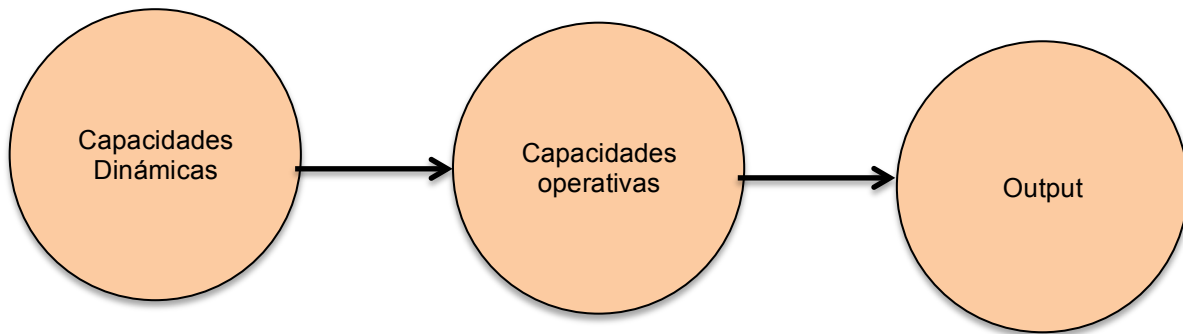 Capacidades
Dinámicas
Capacidades
operativas
Output